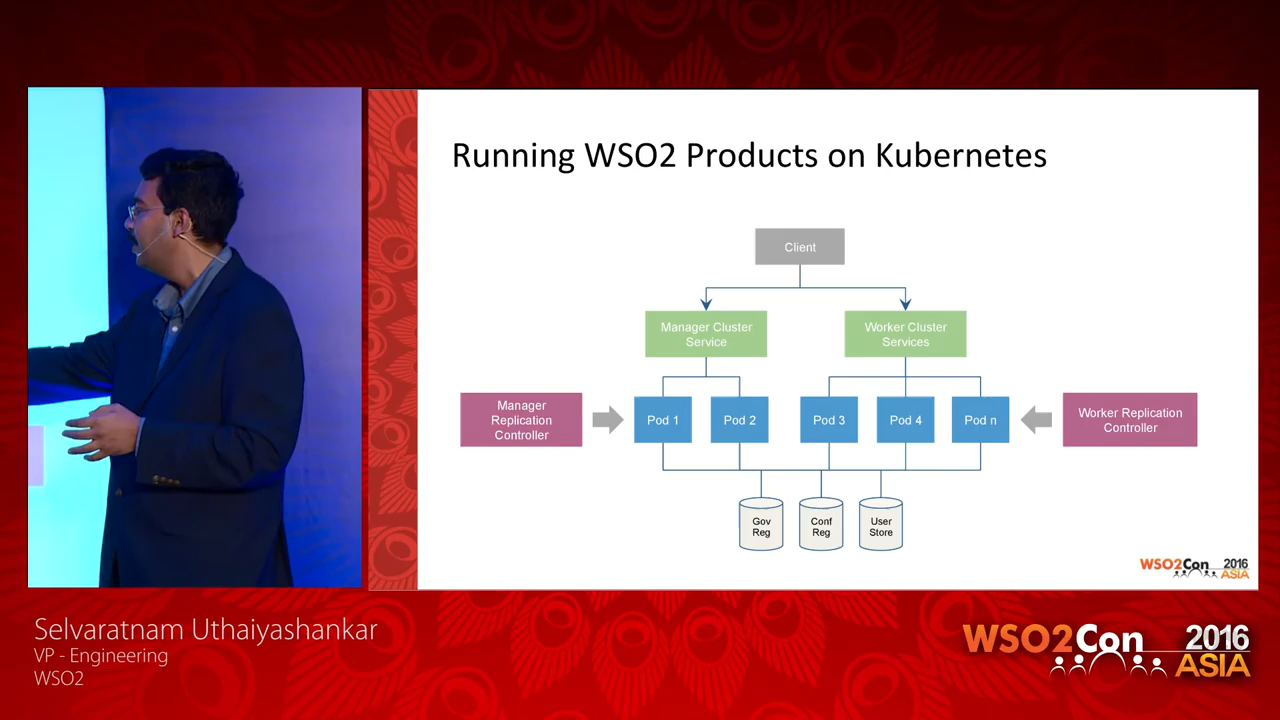 Running WSO2 Products on Kubernetes
Client
Manager Cluster
Service
Worker Cluster
Services
Manager
Replication
Controller
Pod 1
Pod 2
Pod 3
Pod 4
Pod n
Worker Replication
Controller
Gov
Reg
Conf
Reg
User
Store
WSO2Con 2016
ASIA
Selvaratnam Uthaiyashankar
VP - Engineering
WSO2
WSO2Con 2016
ASIA